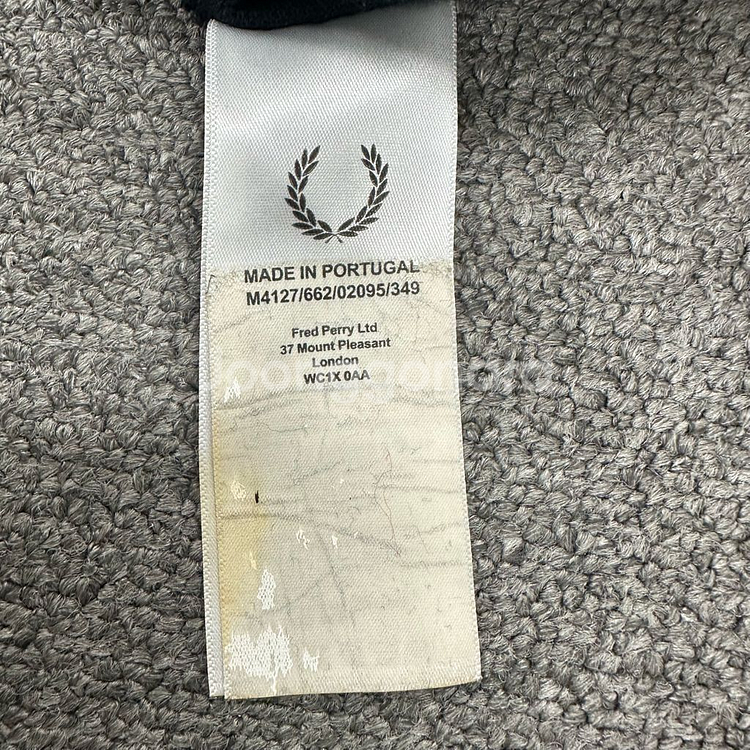 MADE IN PORTUGAL
M4127/662/02095/349
Fred Perry Ltd
37 Mount Pleasant
London
WC1X 0AA